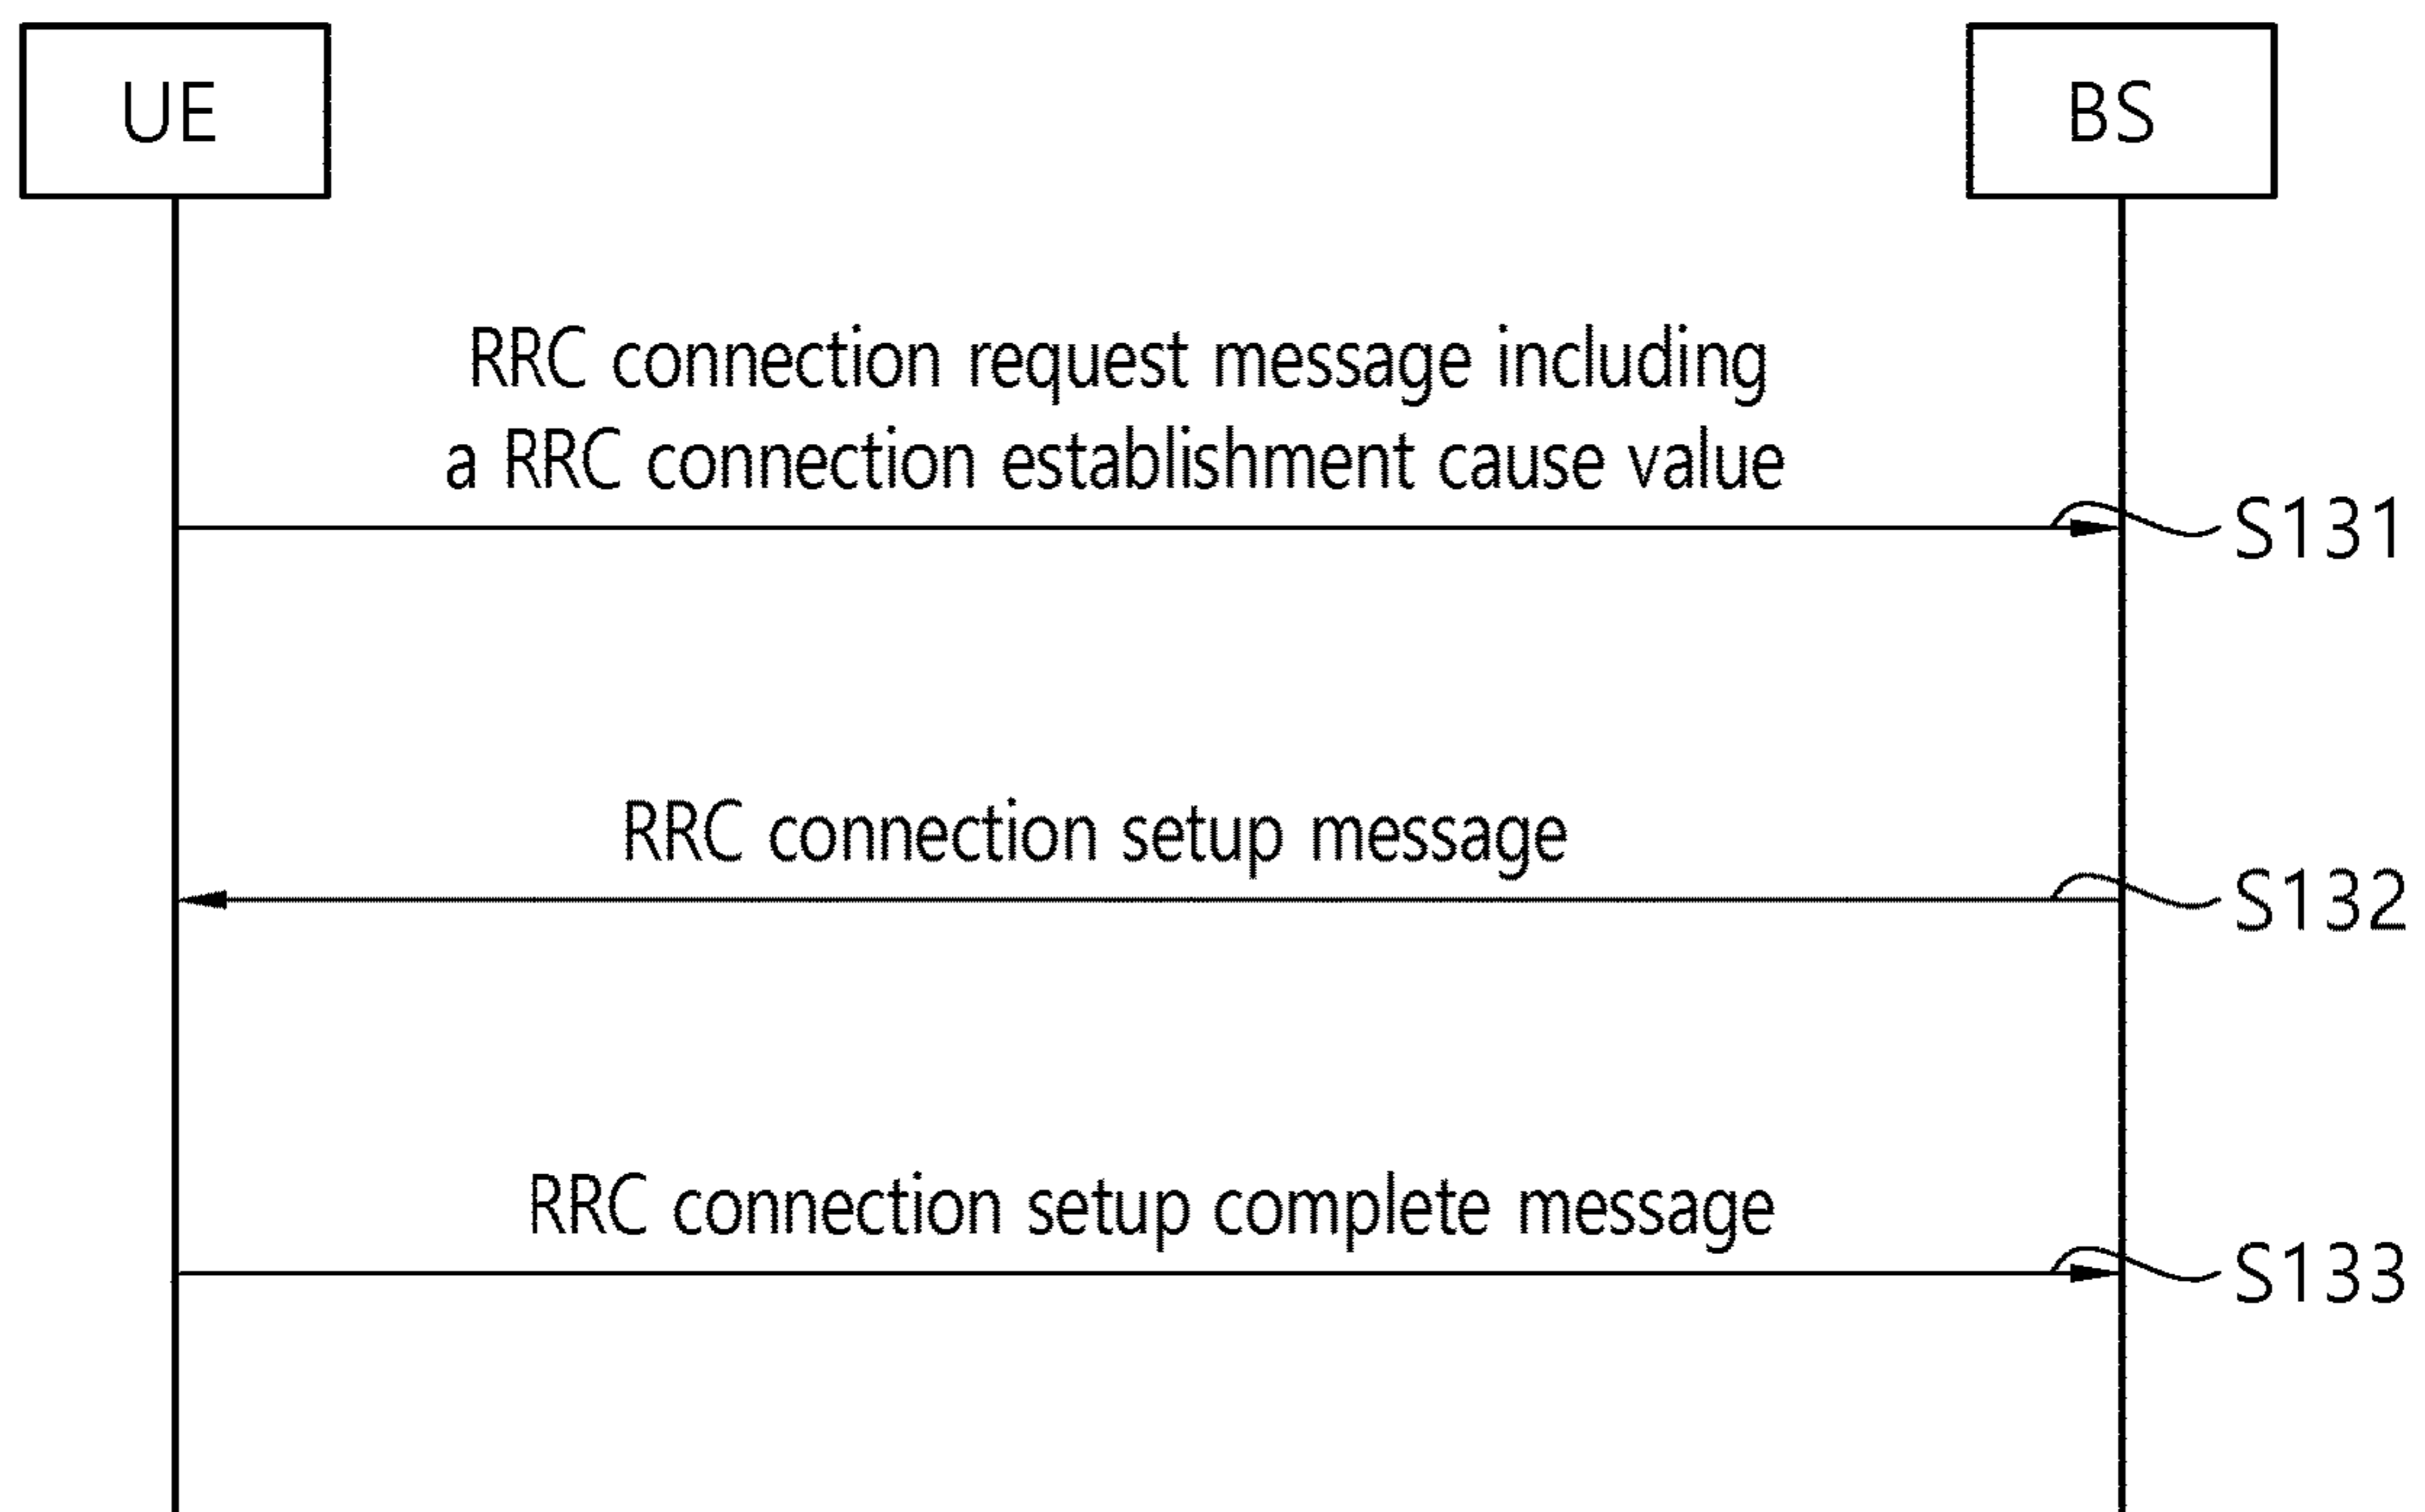 UE
BS
RRC connection request message including
a RRC connection establishment cause value
S131
RRC connection setup message
S132
RRC connection setup complete message
S133